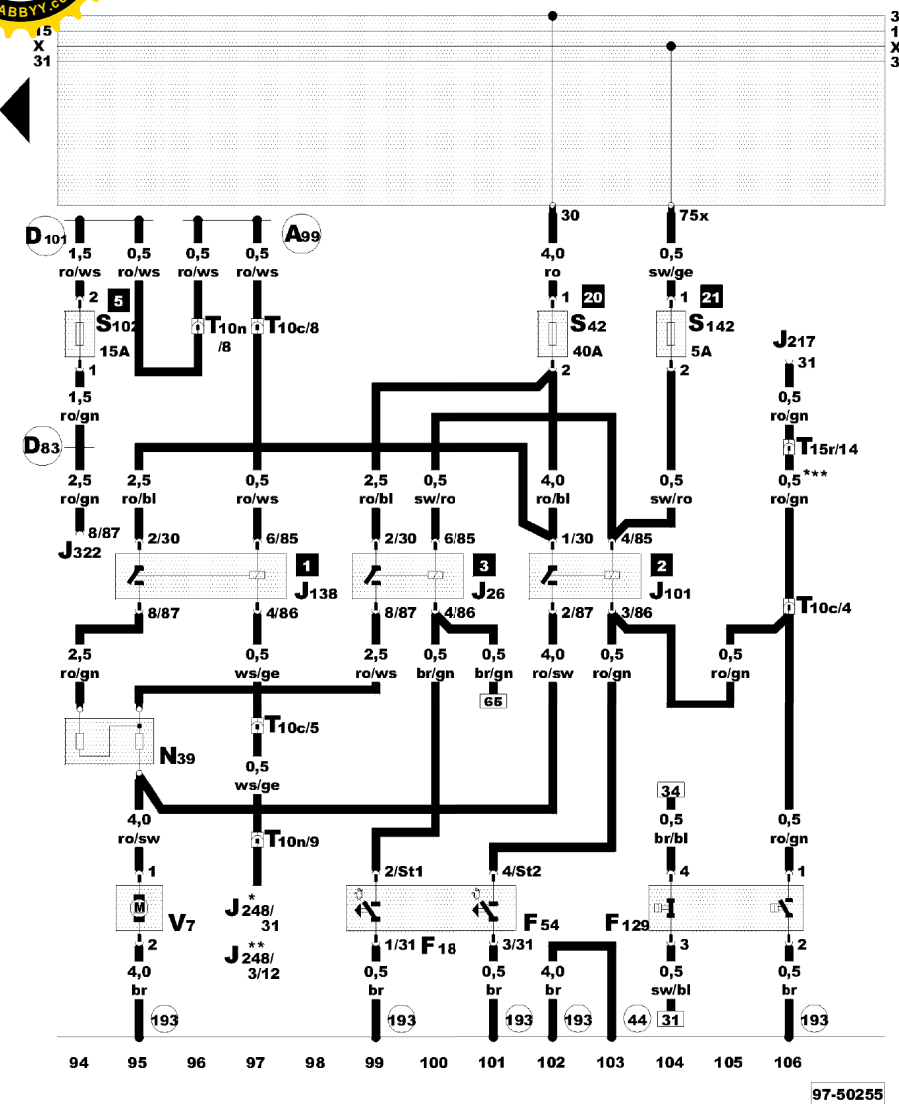 ABBYY.C
3
15 1
X X
31 3
30 75x
D101 A99
1,5 0,5 0,5 0,5 4,0 0,5
ro/ws ro/ws ro/ws ro/ws ro sw/ge
2 5 1 20 1 21
S102 T10n /8 T10c/8 S42 S142 J217
15A 40A 5A 31
1 2 2
1,5 0,5
ro/gn ro/gn
D83 T15r/14
2,5 2,5 0,5 2,5 0,5 4,0 0,5 0,5 ***
ro/gn ro/bl ro/ws ro/bl sw/ro ro/bl sw/ro ro/gn
8/87 2/30 6/85 2/30 6/85 1/30 4/85
J322
1 3 2
J138 J26 J101
T10c/4
8/87 4/86 8/87 4/86 2/87 3/86
2,5 0,5 2,5 0,5 0,5 4,0 0,5 0,5
ro/gn ws/ge ro/ws br/gn br/gn ro/sw ro/gn ro/gn
65
T10c/5
N39
0,5
ws/ge
34
4,0 0,5 0,5
ro/sw br/bl ro/gn
T10n/9
1 2/St1 4/St2 4 1
J248/ * 31
M V7 F54 F129
J248/ ** 3/12
2 1/31 F18 3/31 3 2
4,0 0,5 0,5 4,0 0,5 0,5
br br br br sw/bl br
193 193 193 193 44 31 193
94 95 96 97 98 99 100 101 102 103 104 105 106
97-50255